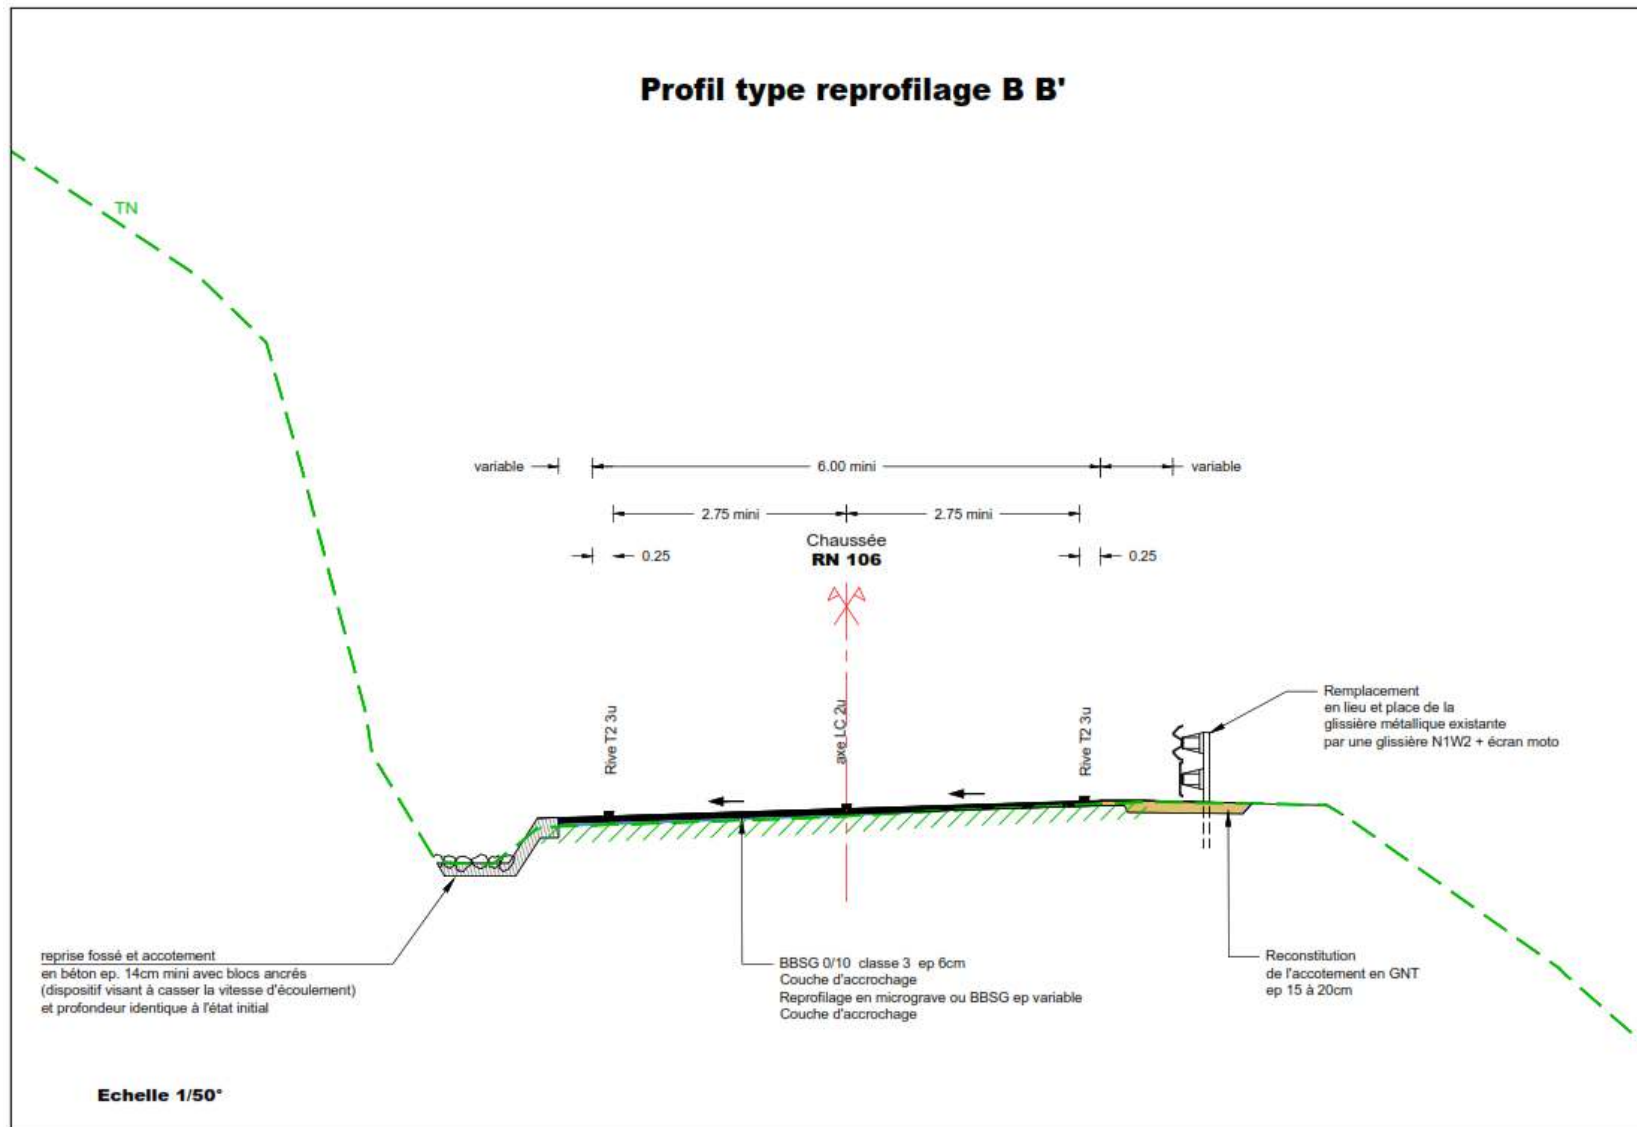 Profil type reprofilage B B'
TN
variable
6.00 mini
variable
2.75 mini
2.75 mini
Chaussée
RN 106
0.25
0.25
Rive T2 3u
axe LC 2u
Rive T2 3u
Remplacement
en lieu et place de la
glissière métallique existante
par une glissière N1W2 + écran moto
reprise fossé et accotement
en béton ep. 14cm mini avec blocs ancrés
(dispositif visant à casser la vitesse d'écoulement)
et profondeur identique à l'état initial
BBSG 0/10 classe 3 ep 6cm
Couche d'accrochage
Reprofilage en micrograve ou BBSG ep variable
Couche d'accrochage
Reconstitution
de l'accotement en GNT
ep 15 à 20cm
Echelle 1/50°